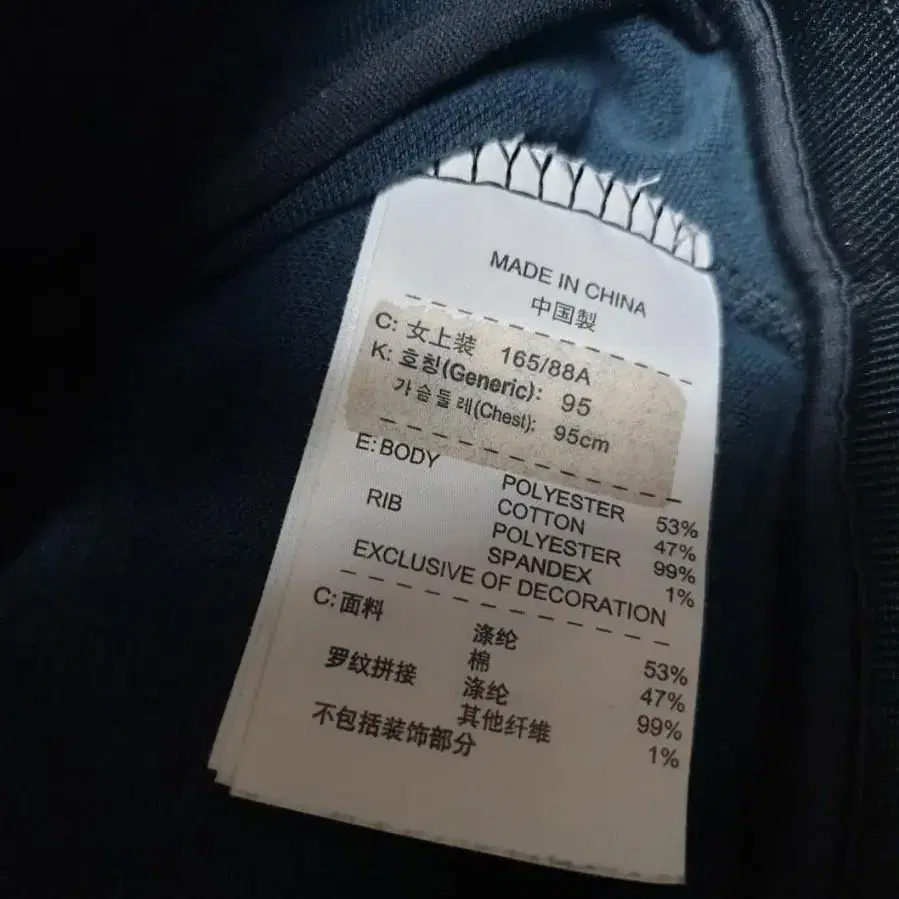 MADE IN CHINA
中国製
C: 女上装 165/88A
K: 호칭(Generic): 95
가슴둘레(Chest); 95cm
E: BODY POLYESTER 53%
COTTON 47%
RIB POLYESTER 99%
SPANDEX 1%
EXCLUSIVE OF DECORATION
C: 面料 涤纶 53%
棉 47%
罗纹拼接 涤纶 99%
其他纤维 1%
不包括装饰部分